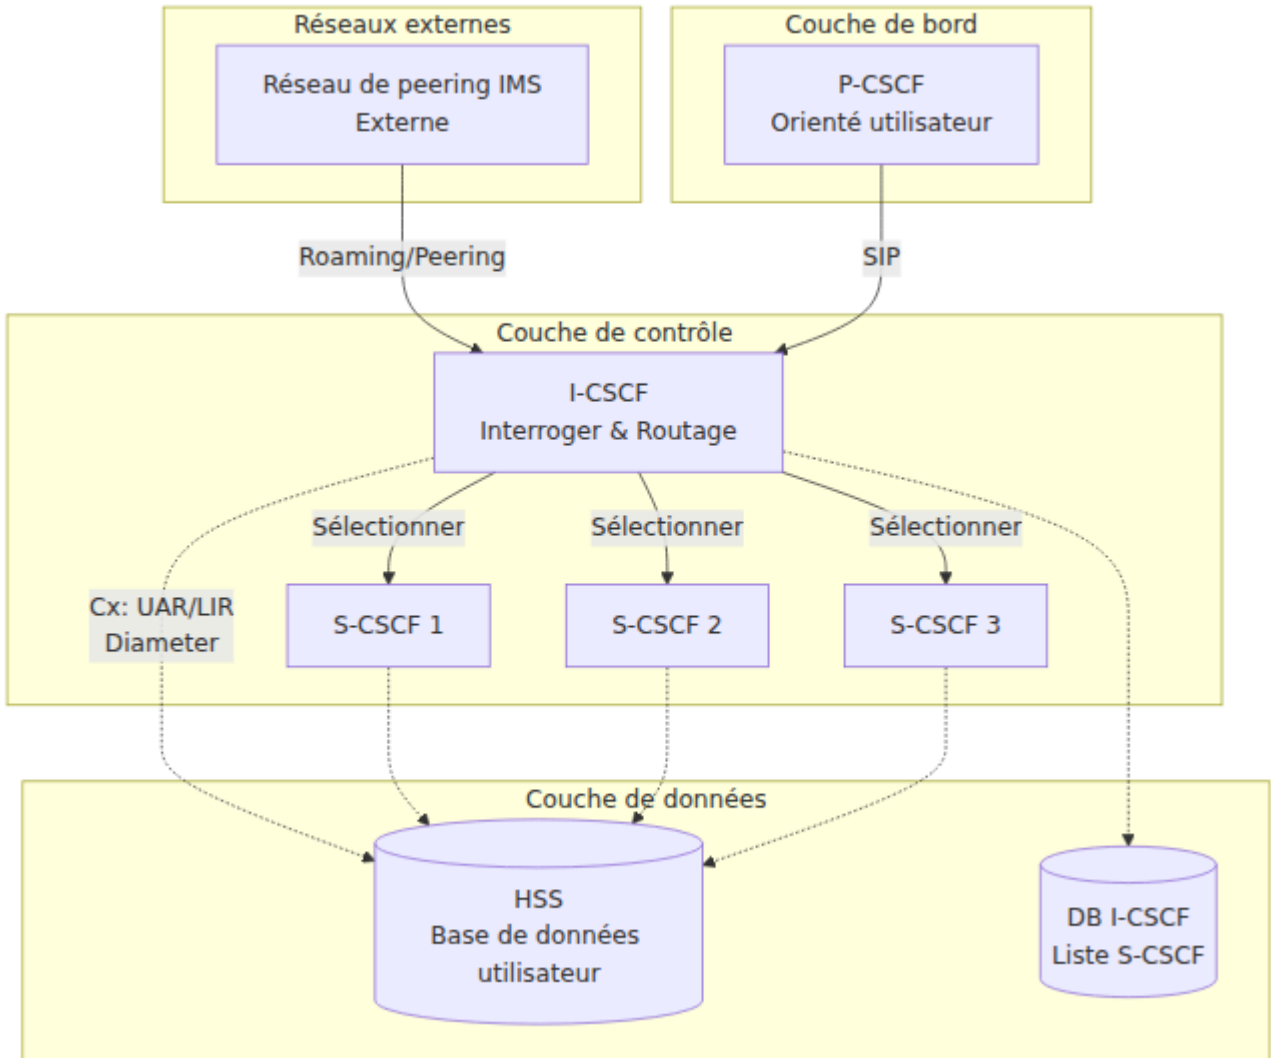 Réseaux externes
Couche de bord
Réseau de peering IMS
Externe
P-CSCF
Orienté utilisateur
Roaming/Peering
SIP
Couche de contrôle
I-CSCF
Interroger & Routage
Sélectionner
Sélectionner
Sélectionner
Cx: UAR/LIR
Diameter
S-CSCF 1
S-CSCF 2
S-CSCF 3
Couche de données
HSS
Base de données
utilisateur
DB I-CSCF
Liste S-CSCF